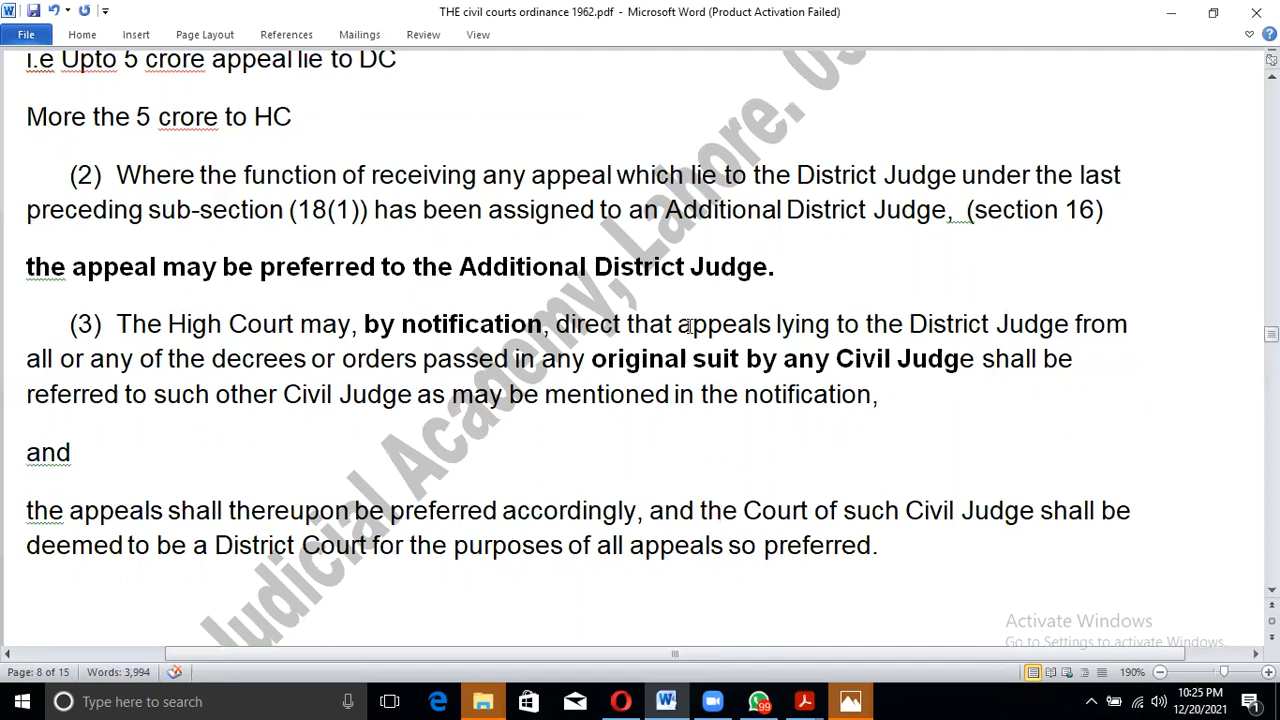 THE civil courts ordinance 1962.pdf - Microsoft Word (Product Activation Failed)
File Home Insert Page Layout References Mailings Review View
i.e Upto 5 crore appeal lie to DC
More the 5 crore to HC
(2) Where the function of receiving any appeal which lie to the District Judge under the last
preceding sub-section (18(1)) has been assigned to an Additional District Judge, (section 16)
the appeal may be preferred to the Additional District Judge.
(3) The High Court may, by notification, direct that appeals lying to the District Judge from
all or any of the decrees or orders passed in any original suit by any Civil Judge shall be
referred to such other Civil Judge as may be mentioned in the notification,
and
the appeals shall thereupon be preferred accordingly, and the Court of such Civil Judge shall be
deemed to be a District Court for the purposes of all appeals so preferred.
Judicial Academy, Lahore. 03
Activate Windows
Go to Settings to activate Windows.
Page: 8 of 15 Words: 3,994 190%
Type here to search 99 10:25 PM
12/20/2021 1